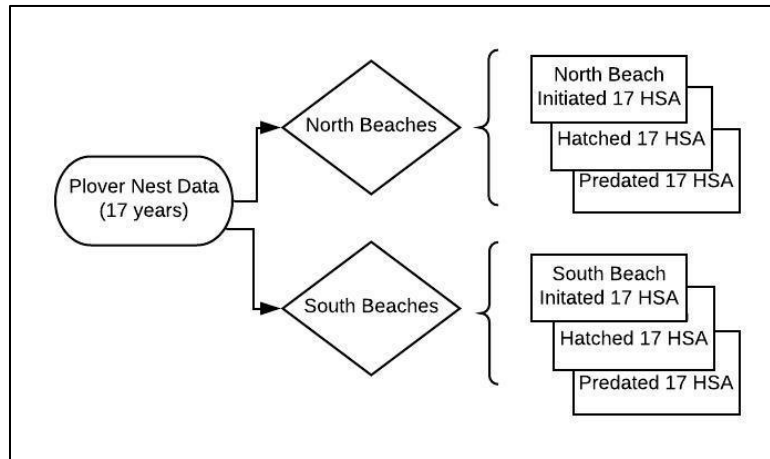 Plover Nest Data
(17 years)
North Beaches
North Beach
Initiated 17 HSA
Hatched 17 HSA
Predated 17 HSA
South Beaches
South Beach
Initated 17 HSA
Hatched 17 HSA
Predated 17 HSA